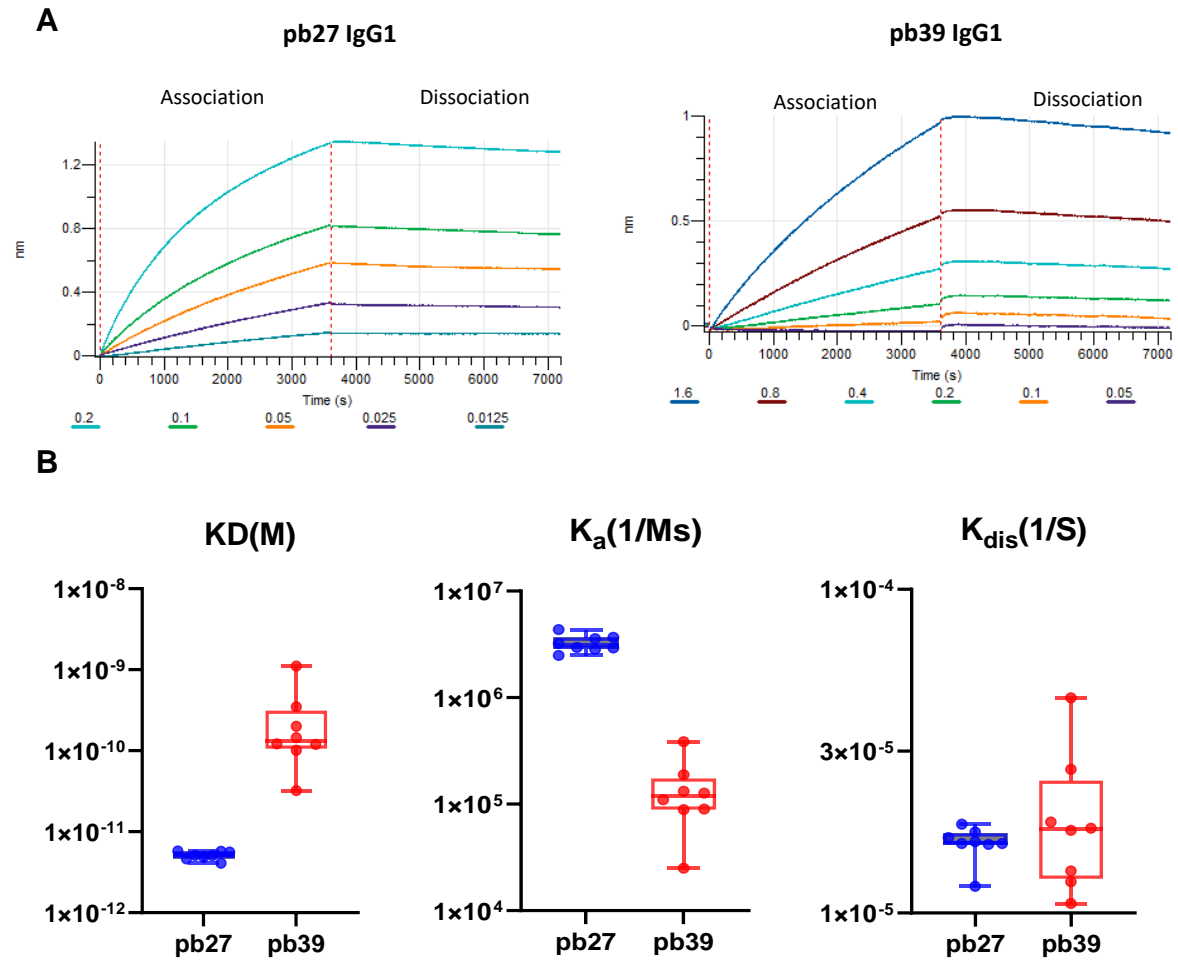 A
pb27 IgG1
pb39 IgG1
Association
Dissociation
Association
Dissociation
nm
1.2
0.8
0.4
0
0 1000 2000 3000 4000 5000 6000 7000
Time (s)
0.2 0.1 0.05 0.025 0.0125
nm
1
0.5
0
0 1000 2000 3000 4000 5000 6000 7000
Time (s)
1.6 0.8 0.4 0.2 0.1 0.05
B
KD(M)
1×10⁻⁸
1×10⁻⁹
1×10⁻¹⁰
1×10⁻¹¹
1×10⁻¹²
pb27 pb39
Kₐ(1/Ms)
1×10⁷
1×10⁶
1×10⁵
1×10⁴
pb27 pb39
K_dis(1/S)
1×10⁻⁴
3×10⁻⁵
1×10⁻⁵
pb27 pb39